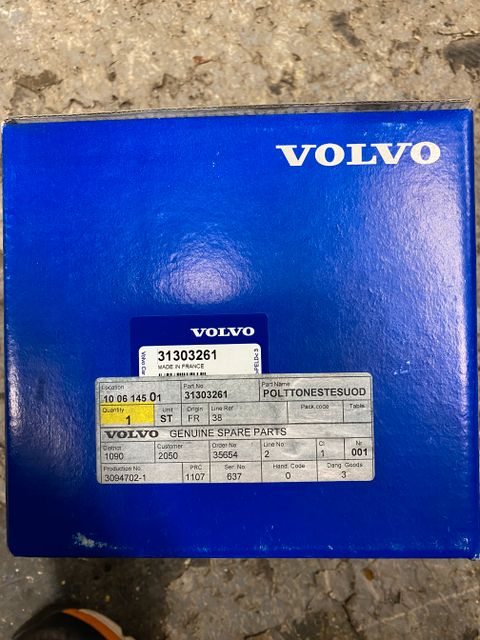 VOLVO
VOLVO
31303261
MADE IN FRANCE
Volvo Car
Location Part No Part Name
10 06 145 01 31303261 POLTTONESTESUOD
Quantity Unit Origin Line Ref Pack code Table
1 ST FR 38
VOLVO GENUINE SPARE PARTS
District Customer Order No Line No Cl Nr
1090 2050 35654 2 1 001
Production No PRC Ser. No Hand. Code Dang. Goods
3094702-1 1107 637 0 3